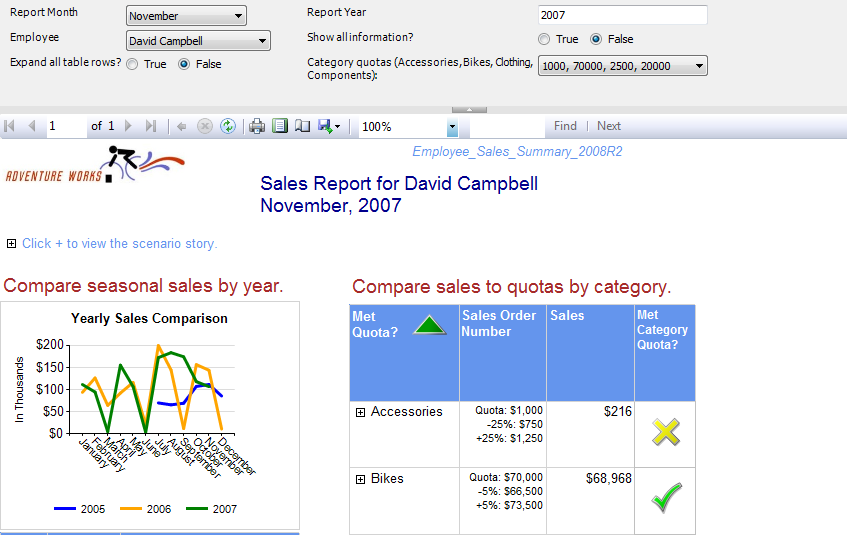 Report Month November Report Year 2007
Employee David Campbell Show all information? True False
Expand all table rows? True False Category quotas (Accessories, Bikes, Clothing, Components): 1000, 70000, 2500, 20000
1 of 1 100% Find | Next
ADVENTURE WORKS
Employee_Sales_Summary_2008R2
Sales Report for David Campbell
November, 2007
Click + to view the scenario story.
Compare seasonal sales by year.
Yearly Sales Comparison
In Thousands
$200
$150
$100
$50
$0
January
February
March
April
May
June
July
August
September
October
November
December
2005 2006 2007
Compare sales to quotas by category.
Met Quota? Sales Order Number Sales Met Category Quota?
Accessories Quota: $1,000 $216
-25%: $750
+25%: $1,250
Bikes Quota: $70,000 $68,968
-5%: $66,500
+5%: $73,500